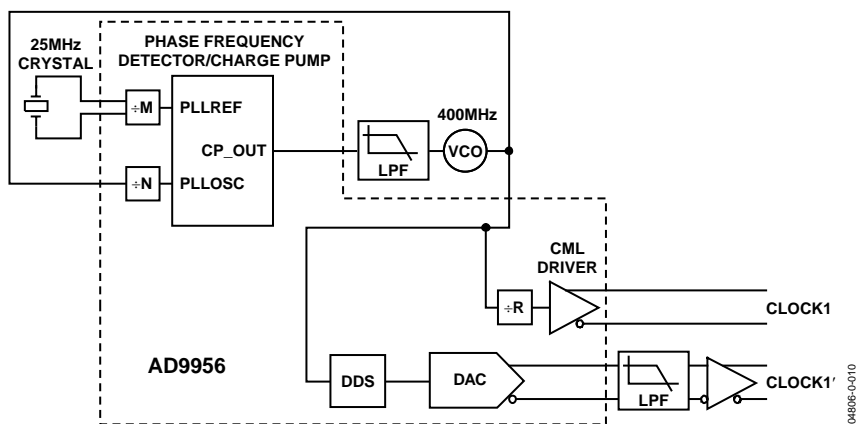 PHASE FREQUENCY
DETECTOR/CHARGE PUMP
25MHz
CRYSTAL
÷M
PLLREF
400MHz
CP_OUT
VCO
LPF
÷N
PLLOSC
CML
DRIVER
÷R
CLOCK1
AD9956
DDS
DAC
LPF
CLOCK1′
04806-0-010